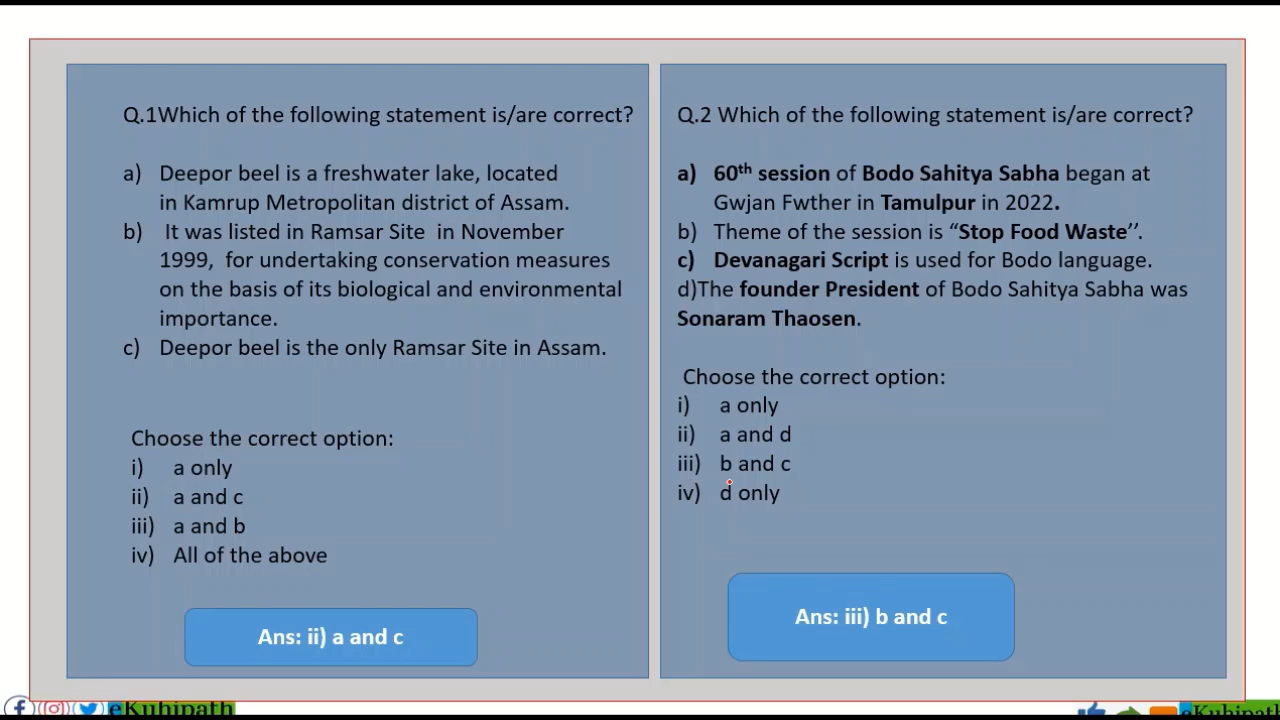 Q.1Which of the following statement is/are correct?
a) Deepor beel is a freshwater lake, located
in Kamrup Metropolitan district of Assam.
b) It was listed in Ramsar Site in November
1999, for undertaking conservation measures
on the basis of its biological and environmental
importance.
c) Deepor beel is the only Ramsar Site in Assam.
Choose the correct option:
i) a only
ii) a and c
iii) a and b
iv) All of the above
Ans: ii) a and c
Q.2 Which of the following statement is/are correct?
a) 60th session of Bodo Sahitya Sabha began at
Gwjan Fwther in Tamulpur in 2022.
b) Theme of the session is “Stop Food Waste’’.
c) Devanagari Script is used for Bodo language.
d)The founder President of Bodo Sahitya Sabha was
Sonaram Thaosen.
Choose the correct option:
i) a only
ii) a and d
iii) b and c
iv) d only
Ans: iii) b and c
eKuhipath
eKuhipath